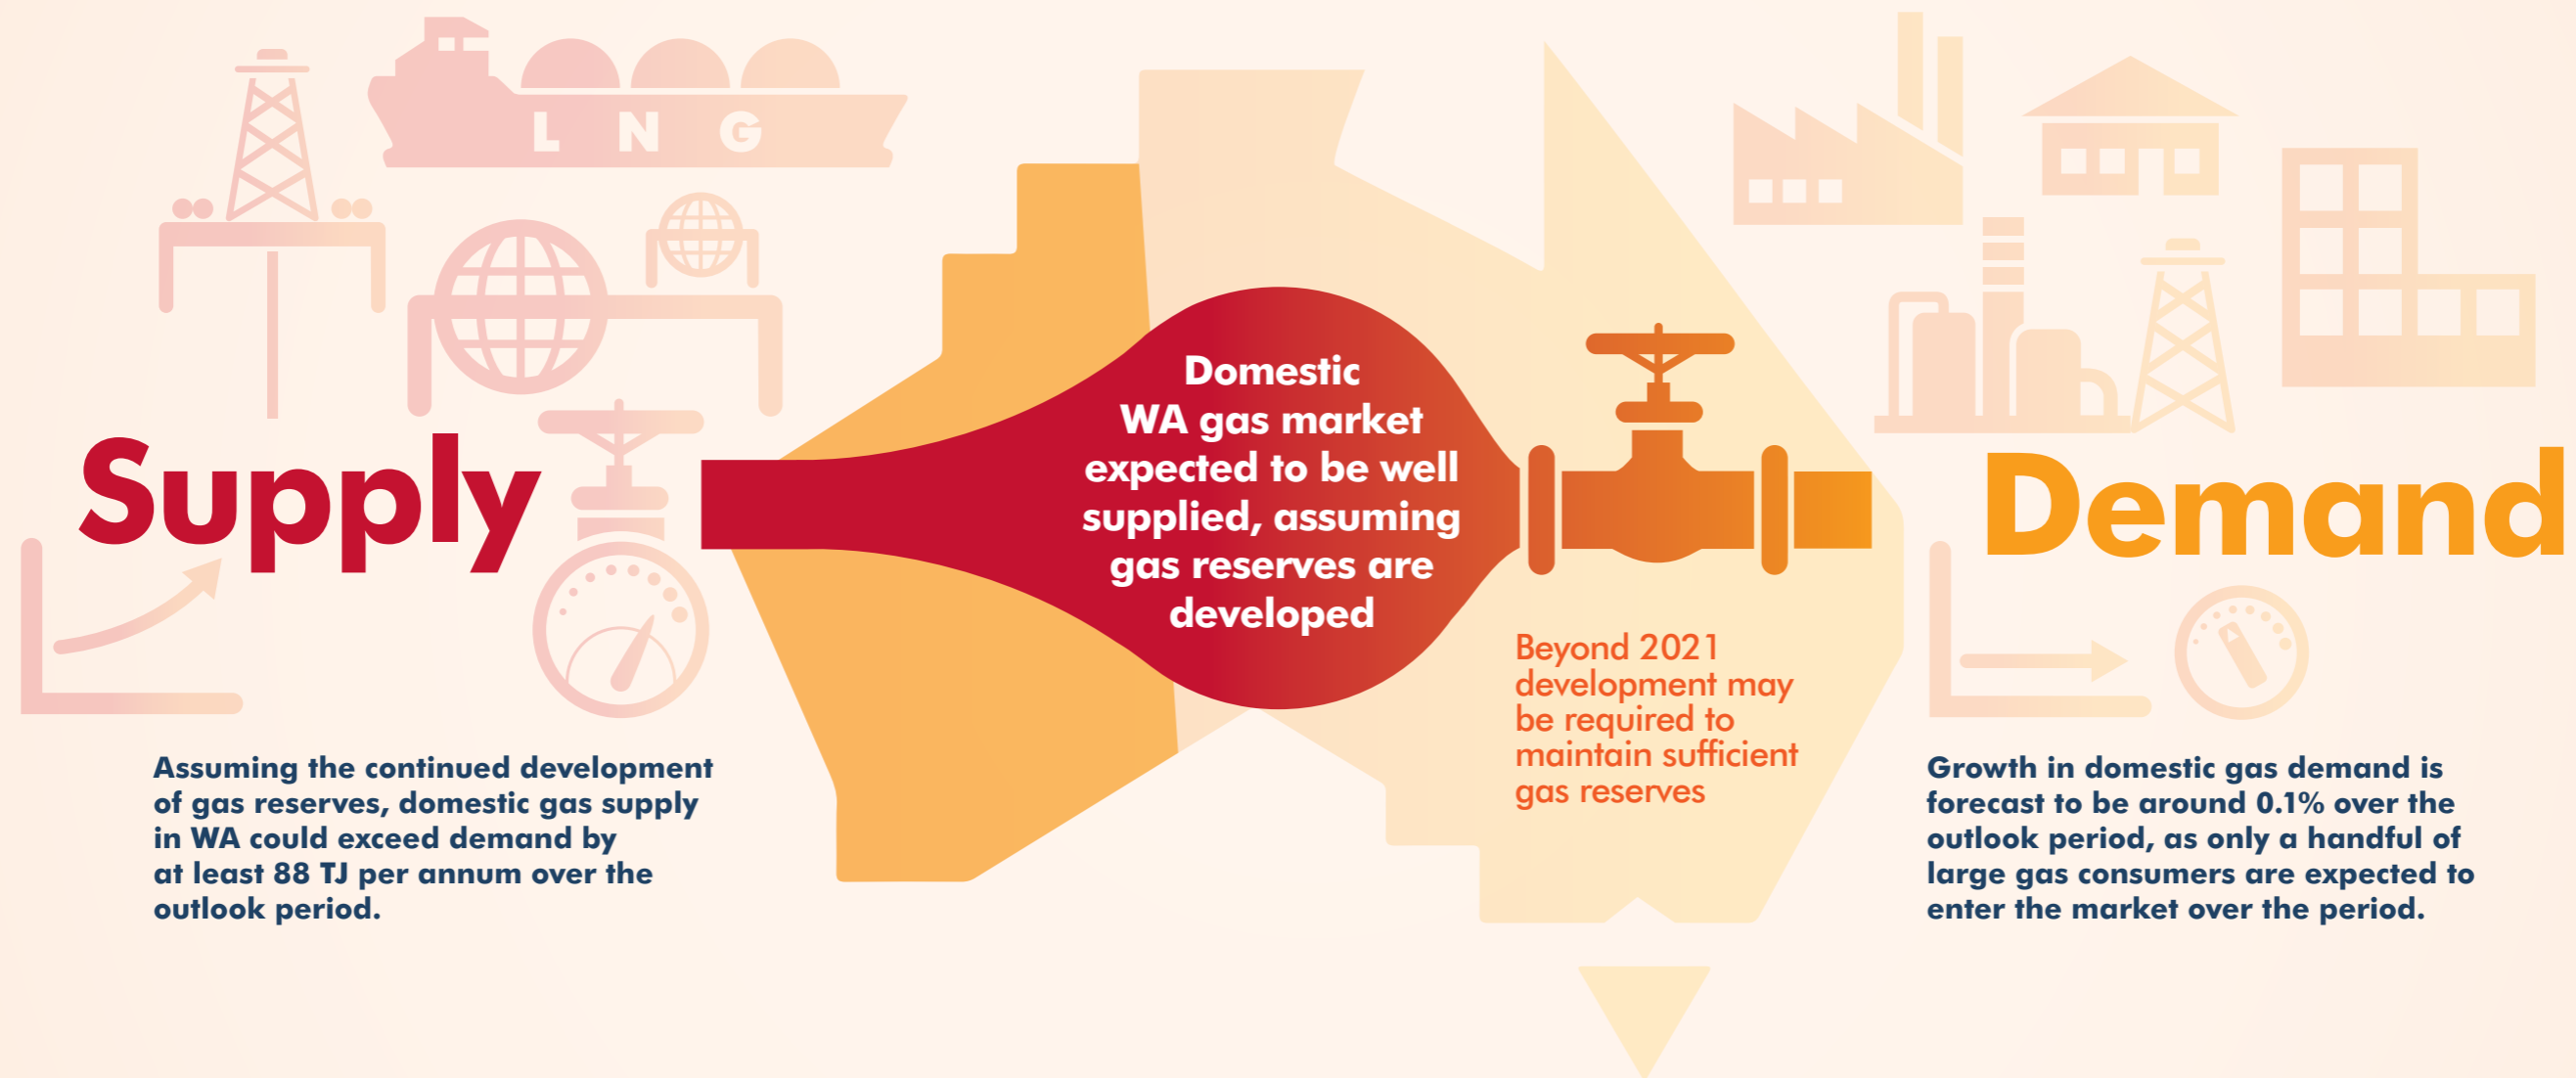 L N G
Supply
Assuming the continued development
of gas reserves, domestic gas supply
in WA could exceed demand by
at least 88 TJ per annum over the
outlook period.
Domestic
WA gas market
expected to be well
supplied, assuming
gas reserves are
developed
Beyond 2021
development may
be required to
maintain sufficient
gas reserves
Demand
Growth in domestic gas demand is
forecast to be around 0.1% over the
outlook period, as only a handful of
large gas consumers are expected to
enter the market over the period.